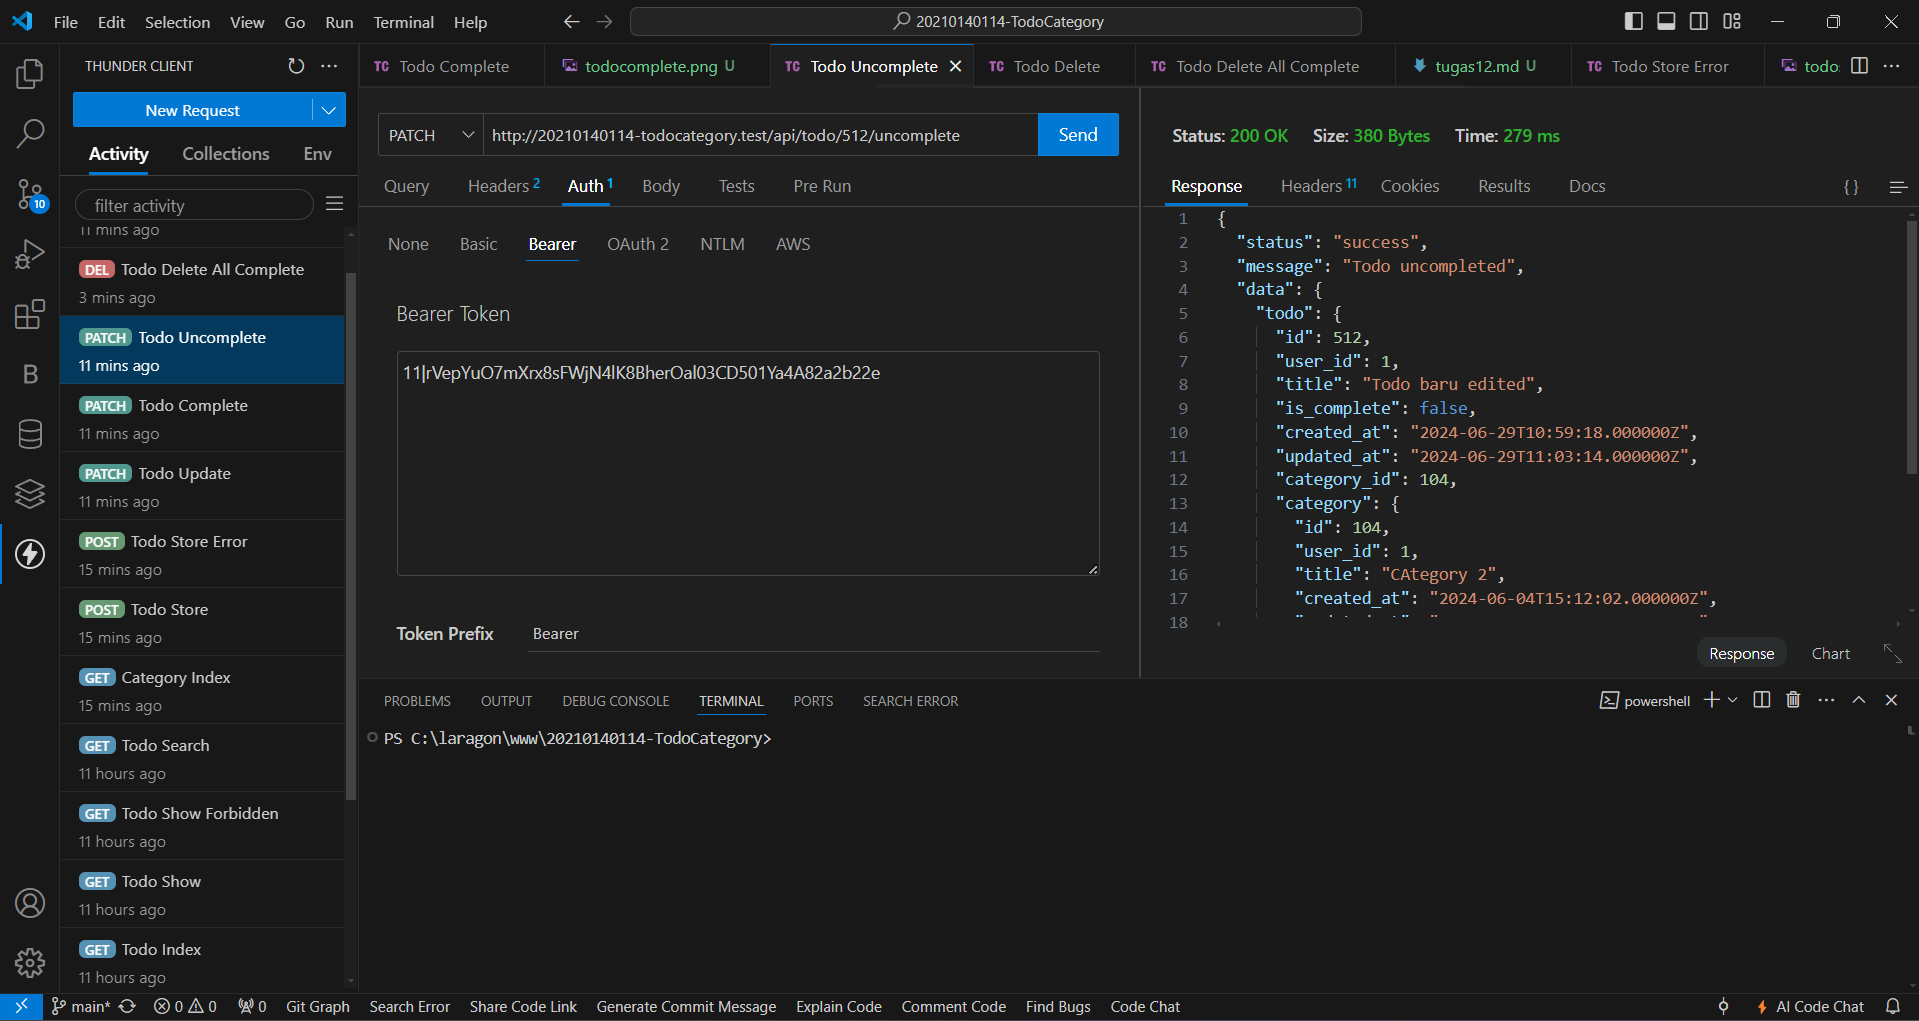 File Edit Selection View Go Run Terminal Help
20210140114-TodoCategory
THUNDER CLIENT
New Request
Activity Collections Env
filter activity
11 mins ago
DEL Todo Delete All Complete
3 mins ago
PATCH Todo Uncomplete
11 mins ago
PATCH Todo Complete
11 mins ago
PATCH Todo Update
11 mins ago
POST Todo Store Error
15 mins ago
POST Todo Store
15 mins ago
GET Category Index
15 mins ago
GET Todo Search
11 hours ago
GET Todo Show Forbidden
11 hours ago
GET Todo Show
11 hours ago
GET Todo Index
11 hours ago
10
B
TC Todo Complete
todocomplete.png U
TC Todo Uncomplete
TC Todo Delete
TC Todo Delete All Complete
tugas12.md U
TC Todo Store Error
todo
PATCH http://20210140114-todocategory.test/api/todo/512/uncomplete Send
Query Headers 2 Auth 1 Body Tests Pre Run
None Basic Bearer OAuth 2 NTLM AWS
Bearer Token
11|rVepYuO7mXrx8sFWjN4lK8BherOal03CD501Ya4A82a2b22e
Token Prefix Bearer
Status: 200 OK Size: 380 Bytes Time: 279 ms
Response Headers 11 Cookies Results Docs {}
1 {
2 "status": "success",
3 "message": "Todo uncompleted",
4 "data": {
5 "todo": {
6 "id": 512,
7 "user_id": 1,
8 "title": "Todo baru edited",
9 "is_complete": false,
10 "created_at": "2024-06-29T10:59:18.000000Z",
11 "updated_at": "2024-06-29T11:03:14.000000Z",
12 "category_id": 104,
13 "category": {
14 "id": 104,
15 "user_id": 1,
16 "title": "CAtegory 2",
17 "created_at": "2024-06-04T15:12:02.000000Z",
18
Response Chart
PROBLEMS OUTPUT DEBUG CONSOLE TERMINAL PORTS SEARCH ERROR
powershell
PS C:\laragon\www\20210140114-TodoCategory>
main* 0 0 0 Git Graph Search Error Share Code Link Generate Commit Message Explain Code Comment Code Find Bugs Code Chat AI Code Chat